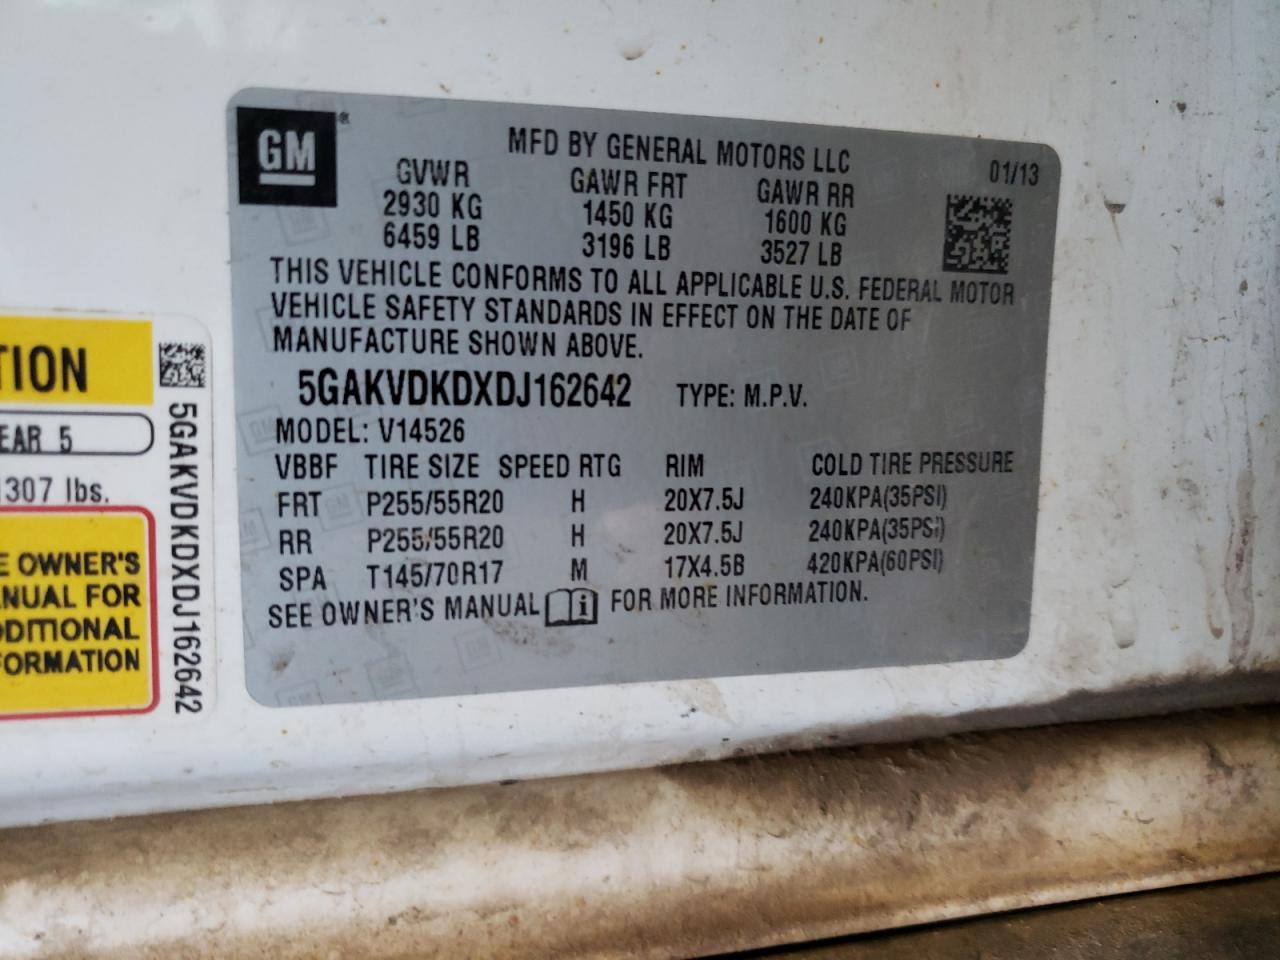 GM®
MFD BY GENERAL MOTORS LLC
01/13
GVWR GAWR FRT GAWR RR
2930 KG 1450 KG 1600 KG
6459 LB 3196 LB 3527 LB
THIS VEHICLE CONFORMS TO ALL APPLICABLE U.S. FEDERAL MOTOR
VEHICLE SAFETY STANDARDS IN EFFECT ON THE DATE OF
MANUFACTURE SHOWN ABOVE.
5GAKVDKDXDJ162642 TYPE: M.P.V.
MODEL: V14526
VBBF TIRE SIZE SPEED RTG RIM COLD TIRE PRESSURE
FRT P255/55R20 H 20X7.5J 240KPA(35PSI)
RR P255/55R20 H 20X7.5J 240KPA(35PSI)
SPA T145/70R17 M 17X4.5B 420KPA(60PSI)
SEE OWNER'S MANUAL FOR MORE INFORMATION.
TION
EAR 5
1307 lbs.
E OWNER'S
NUAL FOR
DDITIONAL
FORMATION
5GAKVDKDXDJ162642